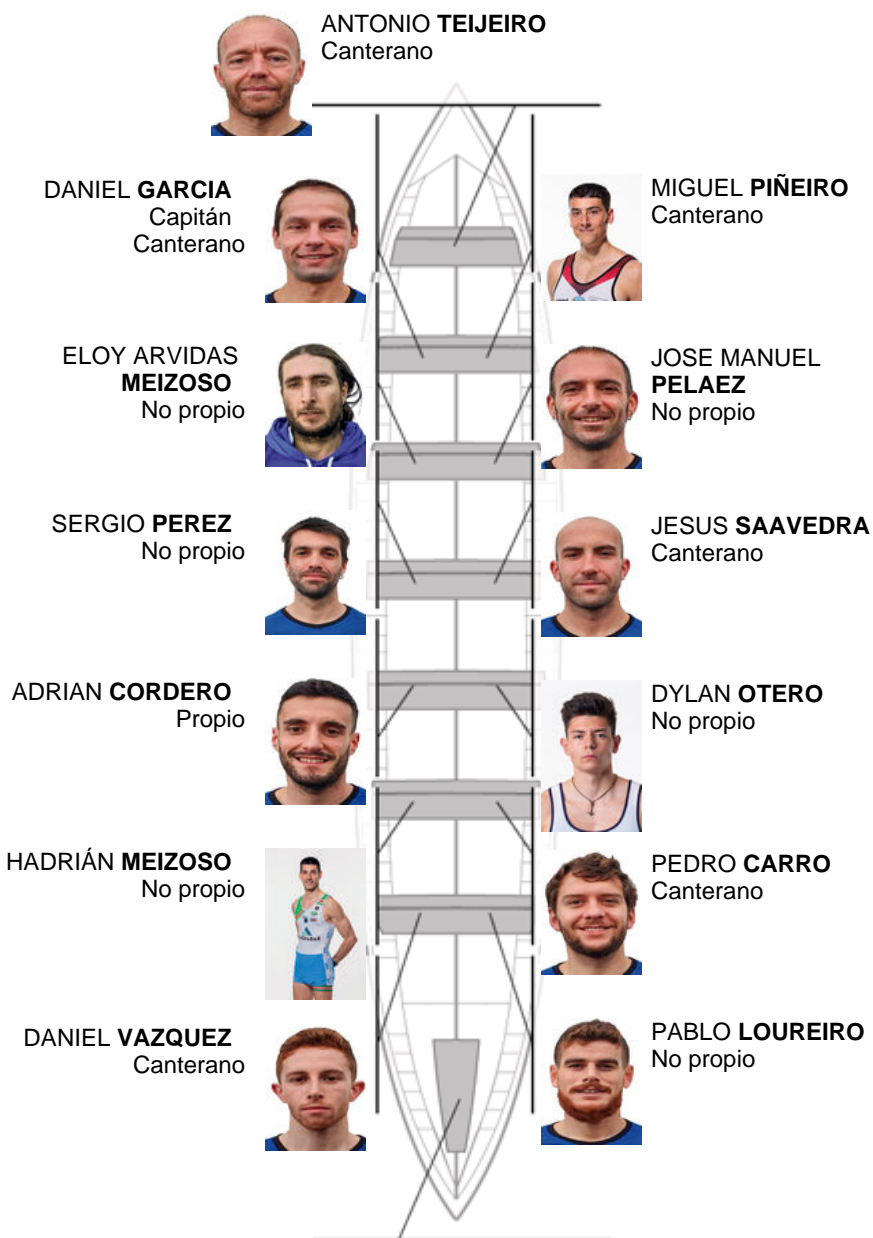 ANTONIO TEIJEIRO
Canterano
DANIEL GARCIA
Capitán
Canterano
MIGUEL PIÑEIRO
Canterano
ELOY ARVIDAS
MEIZOSO
No propio
JOSE MANUEL
PELAEZ
No propio
SERGIO PEREZ
No propio
JESUS SAAVEDRA
Canterano
ADRIAN CORDERO
Propio
DYLAN OTERO
No propio
HADRIÁN MEIZOSO
No propio
PEDRO CARRO
Canterano
DANIEL VAZQUEZ
Canterano
PABLO LOUREIRO
No propio